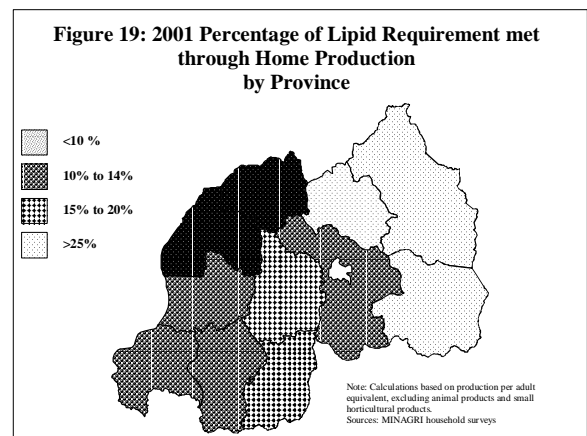 Figure 19: 2001 Percentage of Lipid Requirement met
through Home Production
by Province
<10 %
10% to 14%
15% to 20%
>25%
Note: Calculations based on production per adult
equivalent, excluding animal products and small
horticultural products.
Sources: MINAGRI household surveys